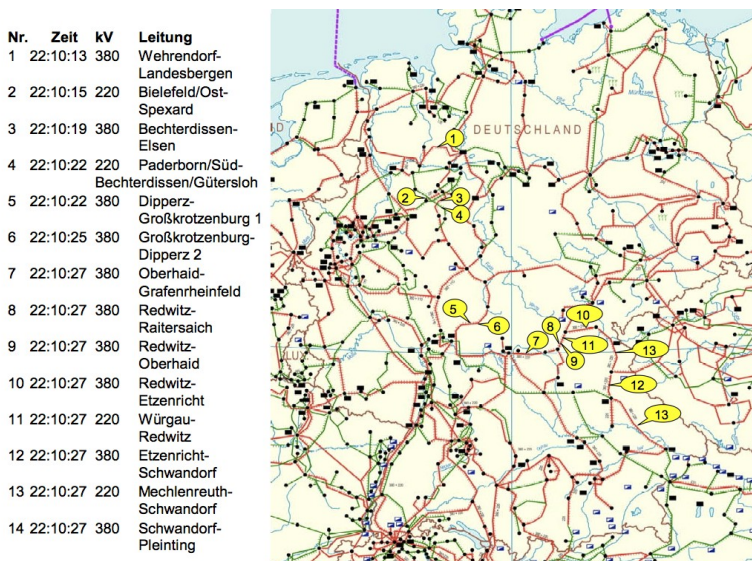 Nr. Zeit kV Leitung
1 22:10:13 380 Wehrendorf-
Landesbergen
2 22:10:15 220 Bielefeld/Ost-
Spexard
3 22:10:19 380 Bechterdissen-
Elsen
4 22:10:22 220 Paderborn/Süd-
Bechterdissen/Gütersloh
5 22:10:22 380 Dipperz-
Großkrotzenburg 1
6 22:10:25 380 Großkrotzenburg-
Dipperz 2
7 22:10:27 380 Oberhaid-
Grafenrheinfeld
8 22:10:27 380 Redwitz-
Raitersaich
9 22:10:27 380 Redwitz-
Oberhaid
10 22:10:27 380 Redwitz-
Etzenricht
11 22:10:27 220 Würgau-
Redwitz
12 22:10:27 380 Etzenricht-
Schwandorf
13 22:10:27 220 Mechlenreuth-
Schwandorf
14 22:10:27 380 Schwandorf-
Pleinting
DEUTSCHLAND
1
2
3
4
5
6
7
8
9
10
11
13
12
13
LUX